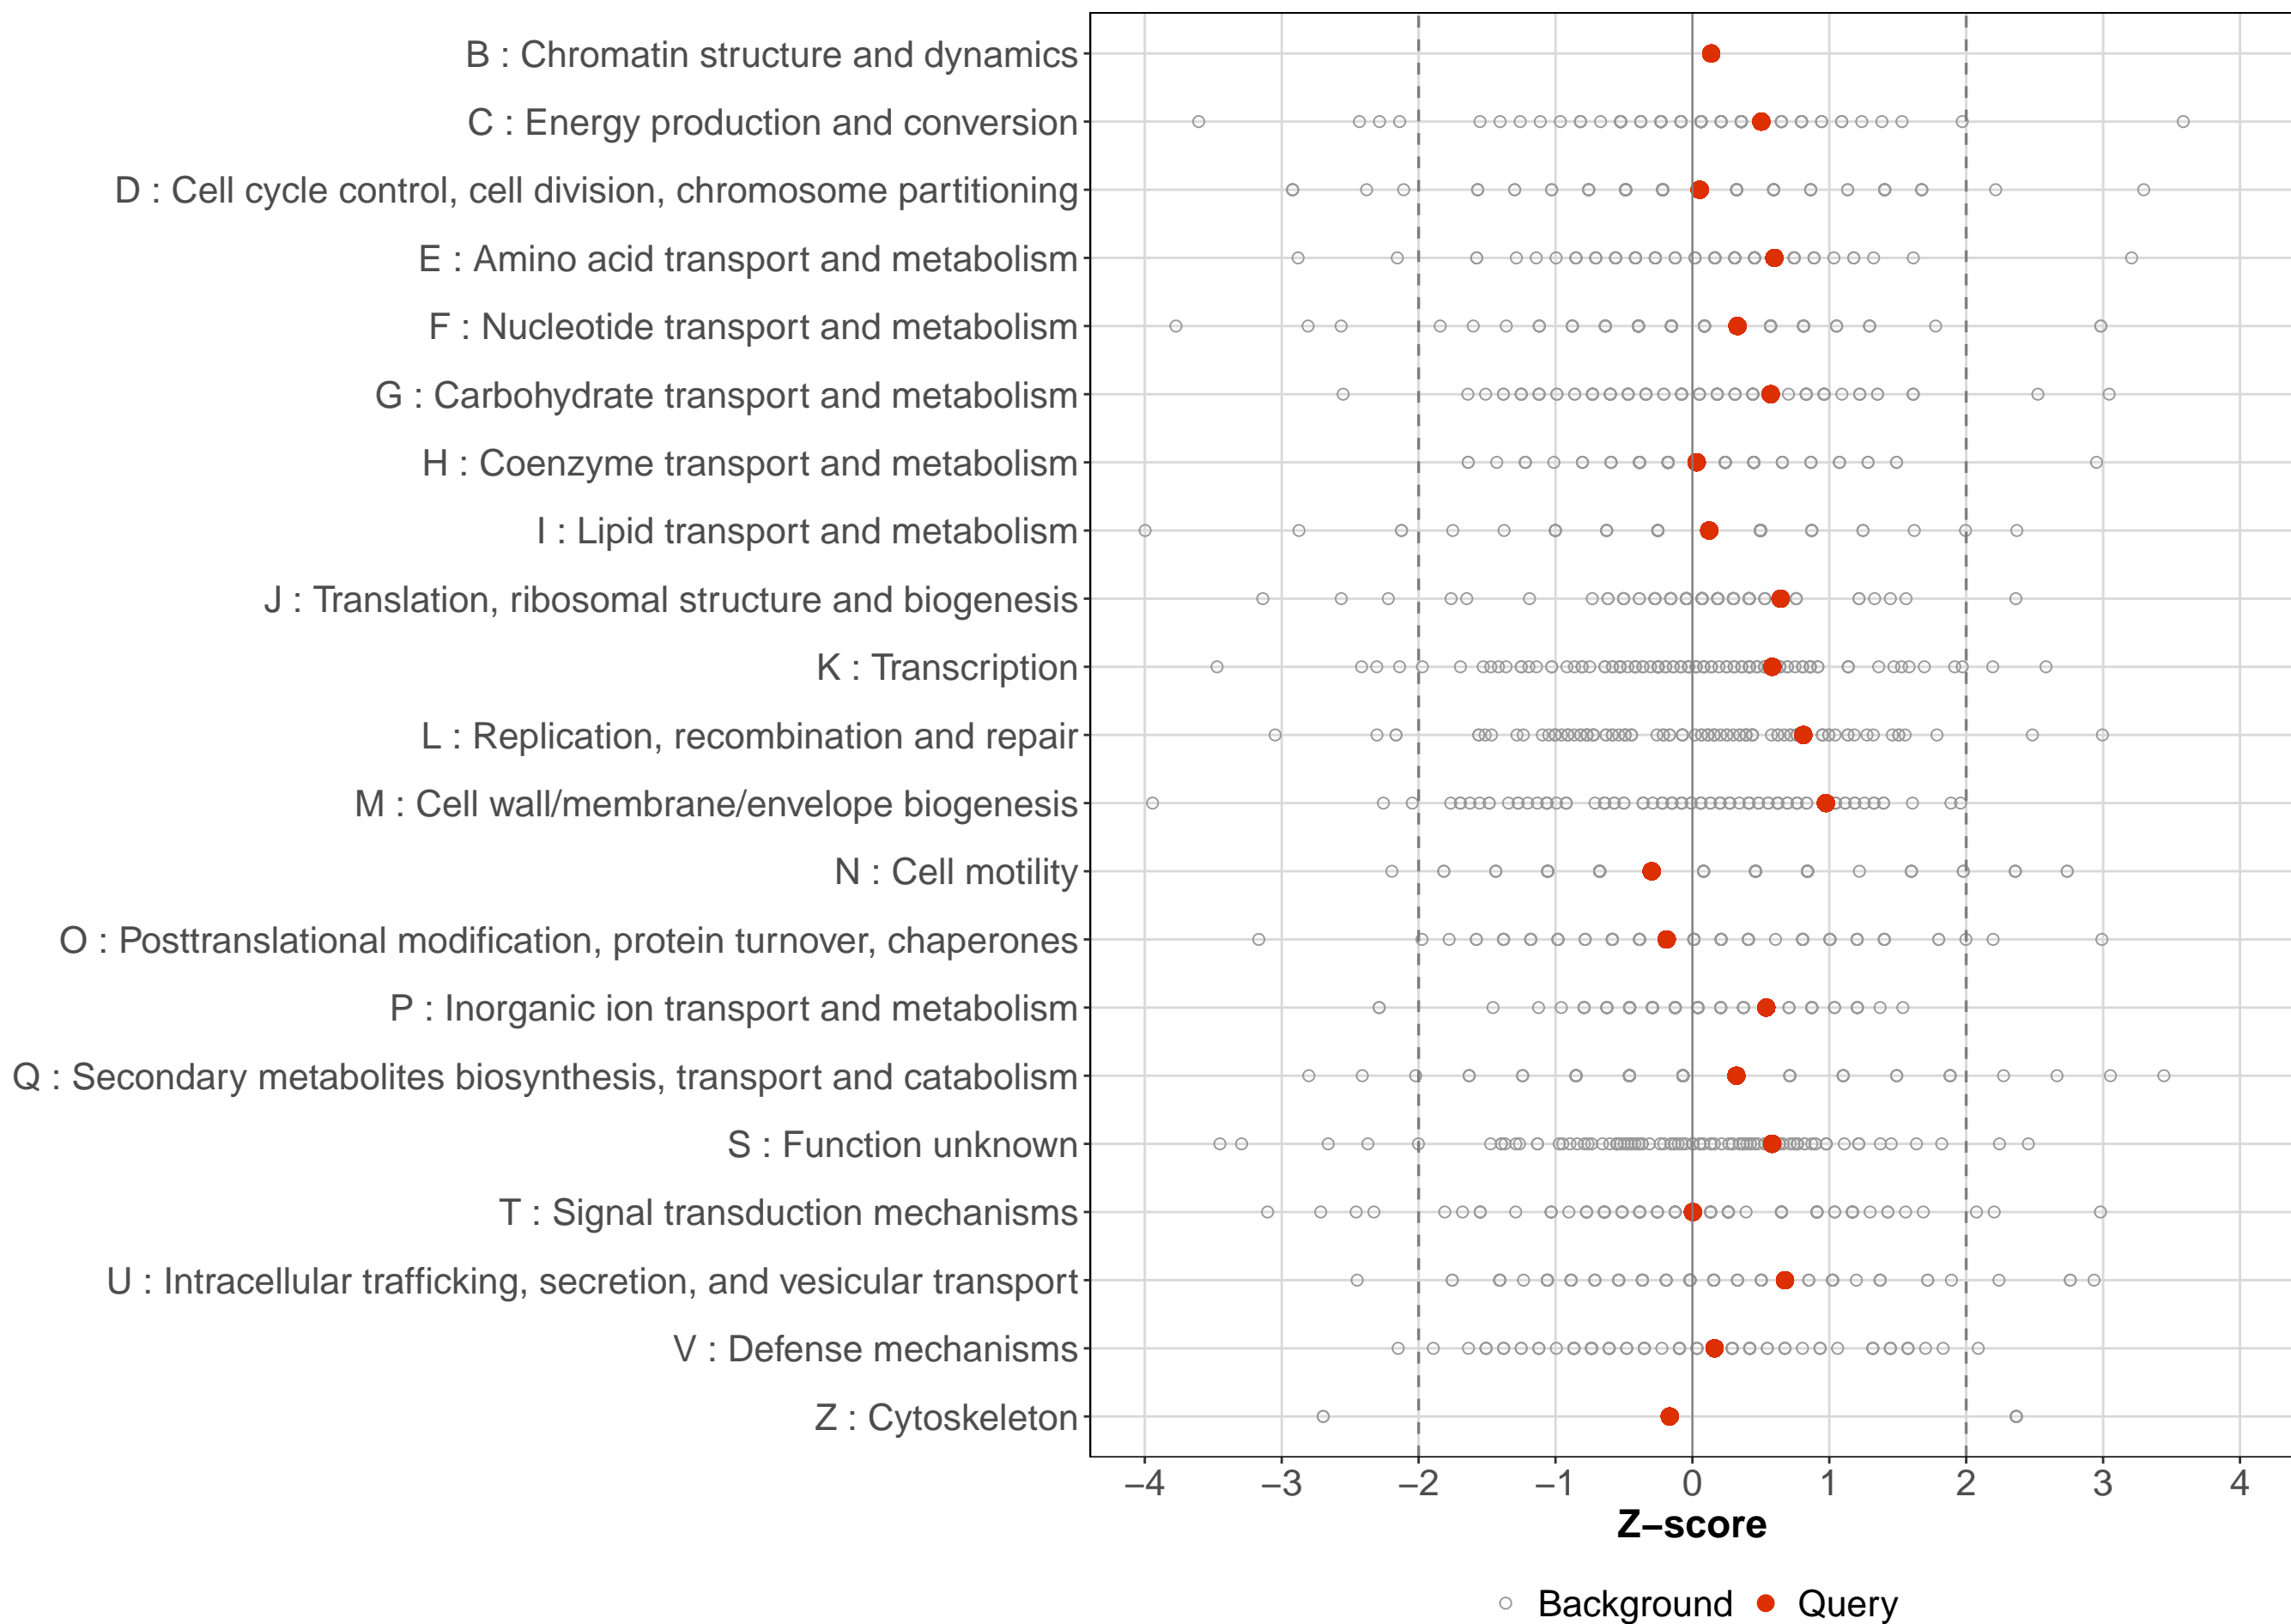 B : Chromatin structure and dynamics
C : Energy production and conversion
D : Cell cycle control, cell division, chromosome partitioning
E : Amino acid transport and metabolism
F : Nucleotide transport and metabolism
G : Carbohydrate transport and metabolism
H : Coenzyme transport and metabolism
I : Lipid transport and metabolism
J : Translation, ribosomal structure and biogenesis
K : Transcription
L : Replication, recombination and repair
M : Cell wall/membrane/envelope biogenesis
N : Cell motility
O : Posttranslational modification, protein turnover, chaperones
P : Inorganic ion transport and metabolism
Q : Secondary metabolites biosynthesis, transport and catabolism
S : Function unknown
T : Signal transduction mechanisms
U : Intracellular trafficking, secretion, and vesicular transport
V : Defense mechanisms
Z : Cytoskeleton
−4 −3 −2 −1 0 1 2 3 4
Z−score
Background Query